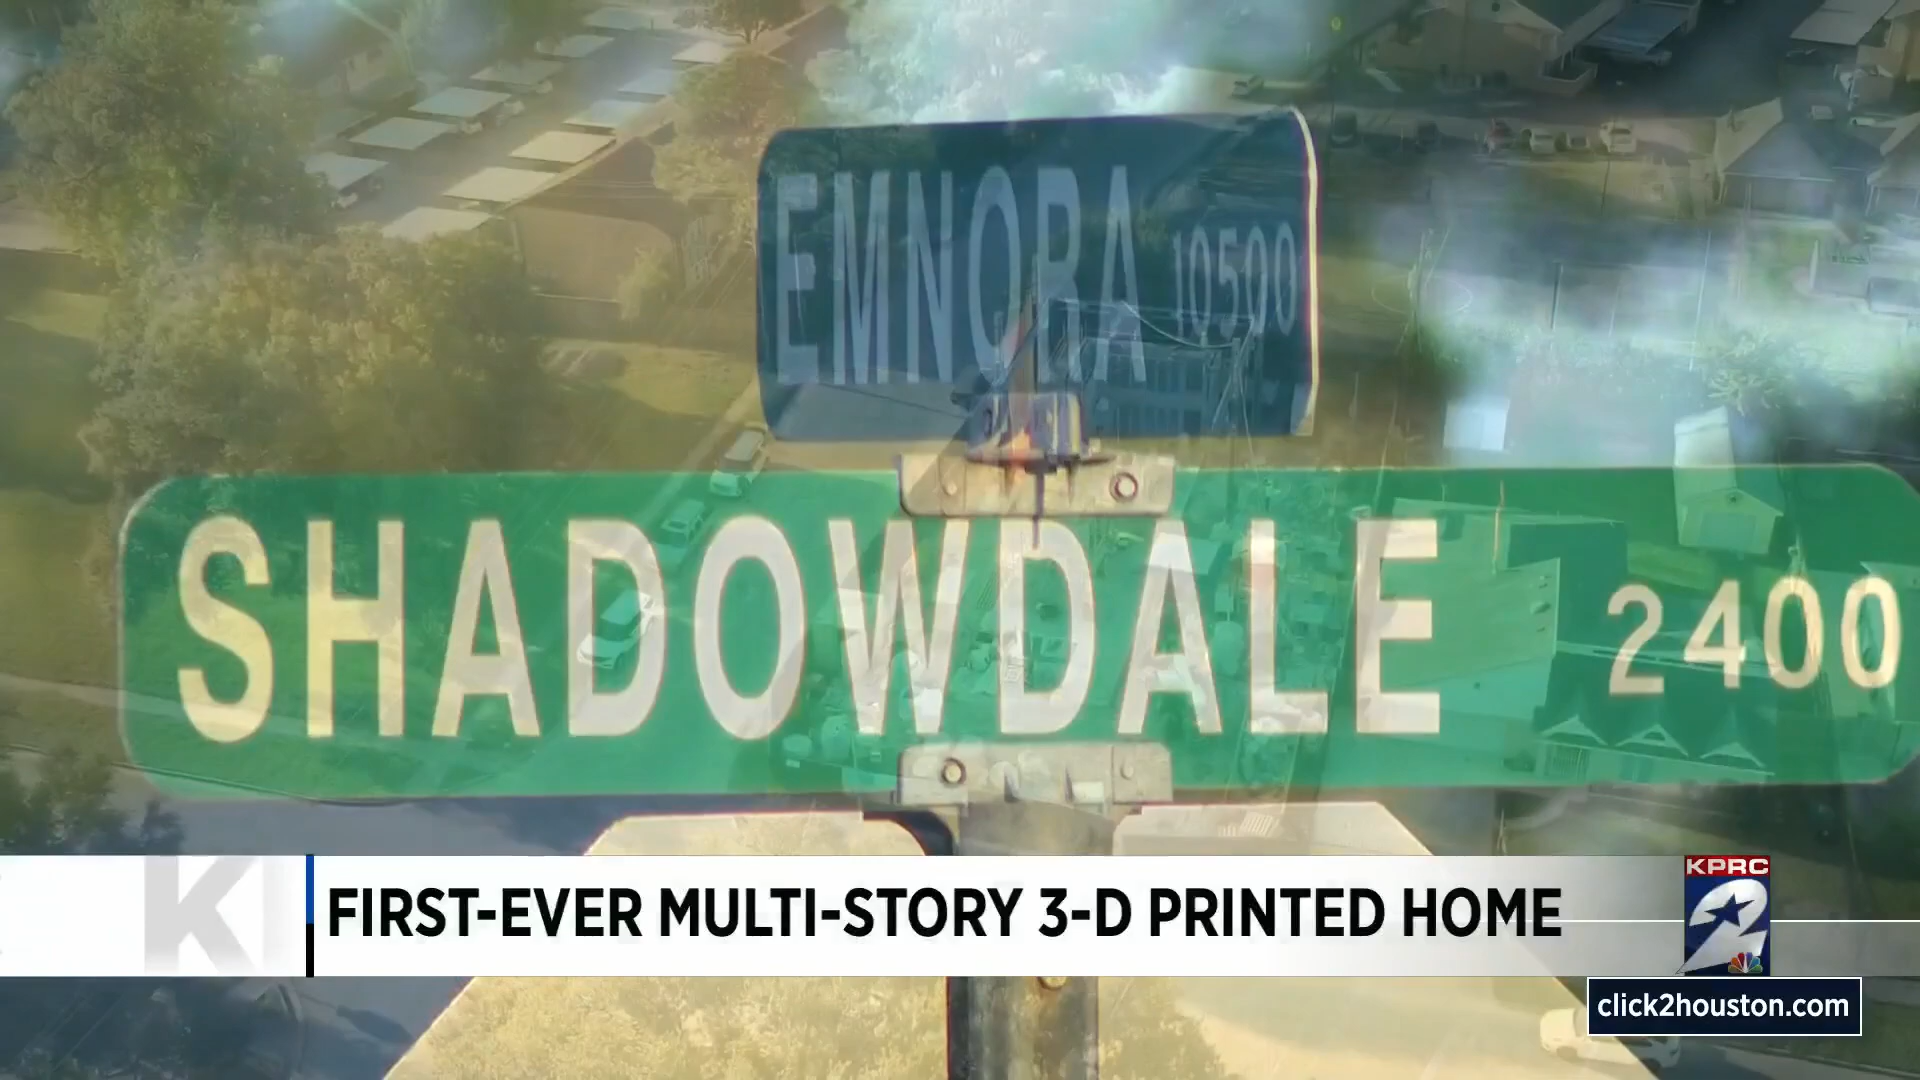 EMNORA 10500
SHADOWDALE 2400
K
FIRST-EVER MULTI-STORY 3-D PRINTED HOME
KPRC
2
click2houston.com